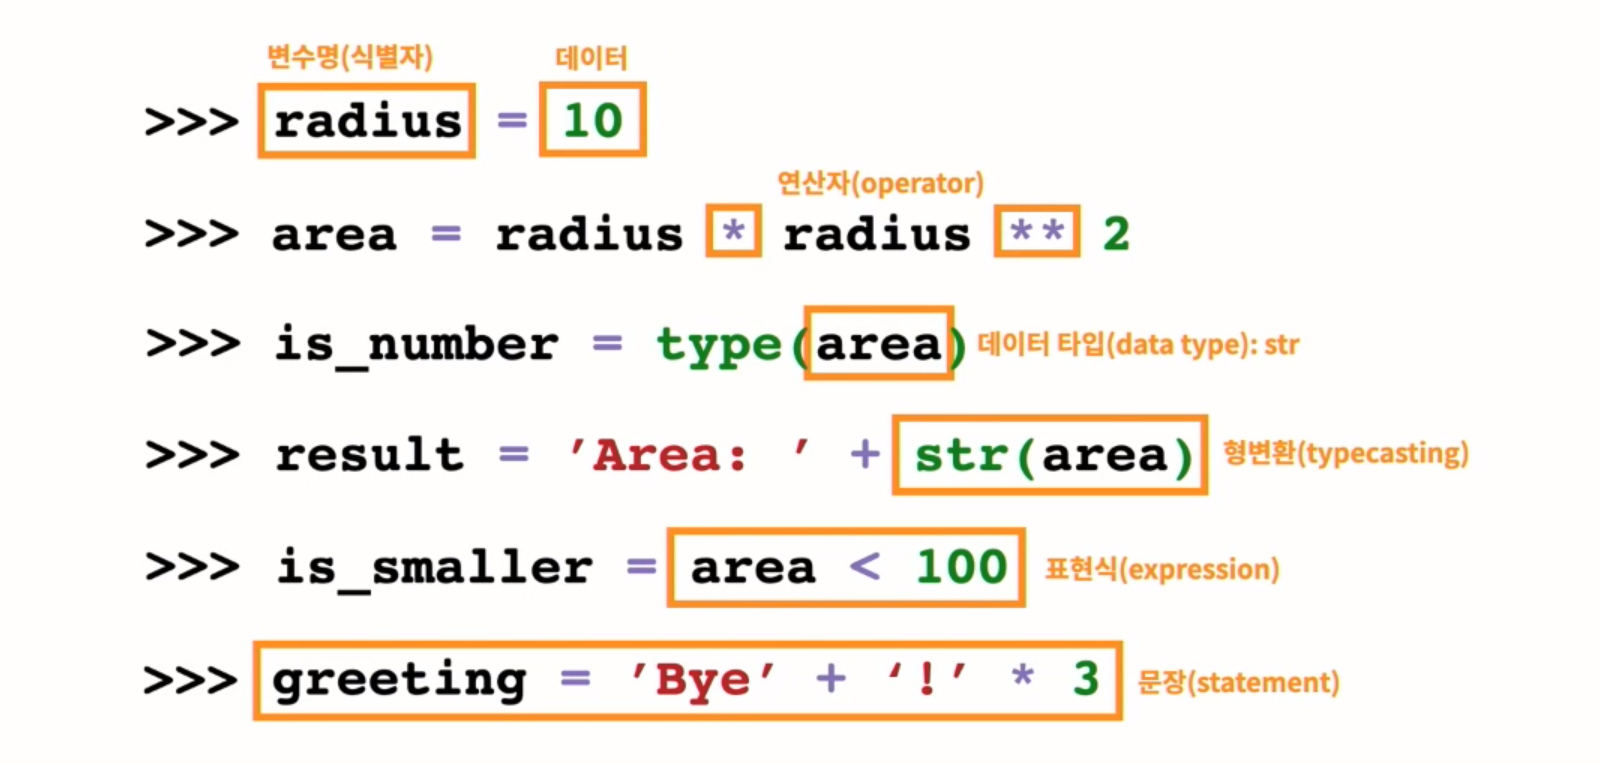 변수명(식별자) 데이터
>>> radius = 10
연산자(operator)
>>> area = radius * radius ** 2
>>> is_number = type(area) 데이터 타입(data type): str
>>> result = ′Area: ′ + str(area) 형변환(typecasting)
>>> is_smaller = area < 100 표현식(expression)
>>> greeting = ′Bye′ + ‘!′ * 3 문장(statement)